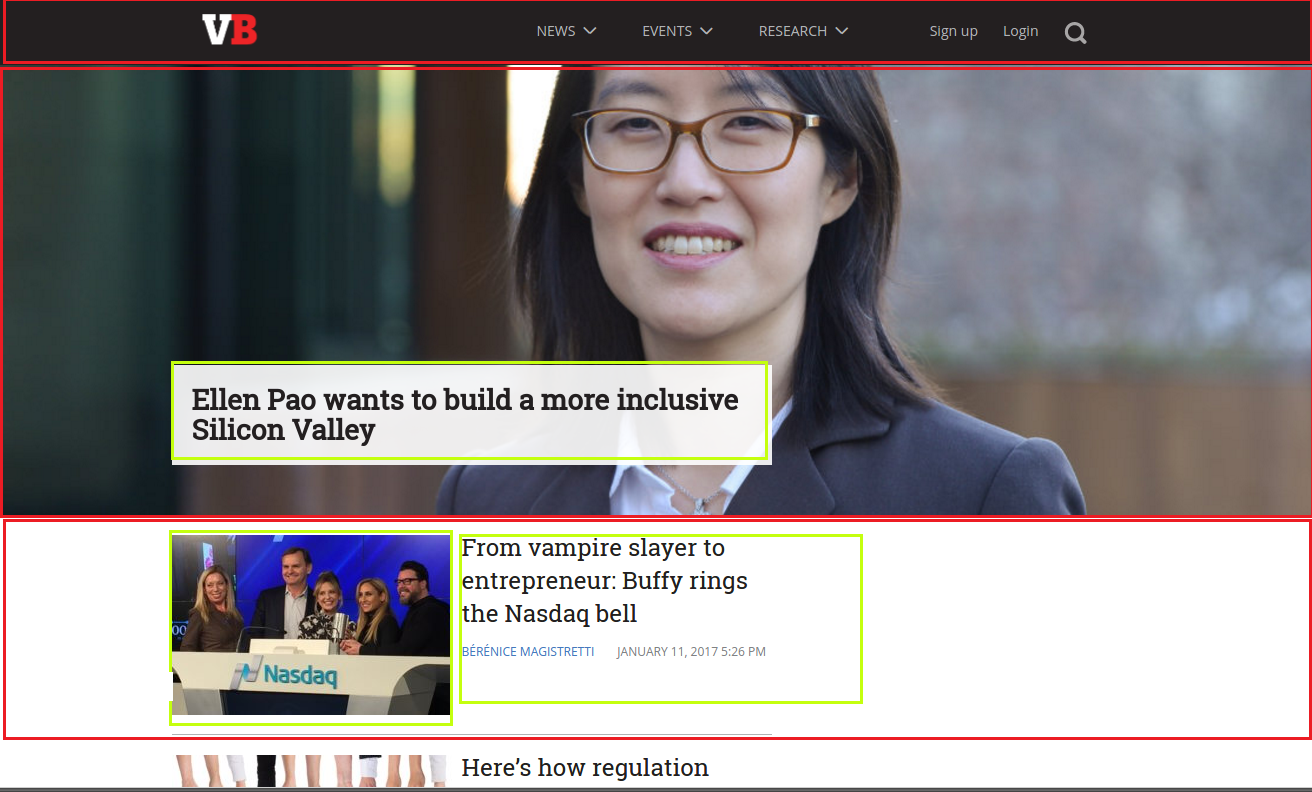 VB
NEWS
EVENTS
RESEARCH
Sign up
Login
Ellen Pao wants to build a more inclusive
Silicon Valley
Nasdaq
From vampire slayer to
entrepreneur: Buffy rings
the Nasdaq bell
BÉRÉNICE MAGISTRETTI
JANUARY 11, 2017 5:26 PM
Here’s how regulation